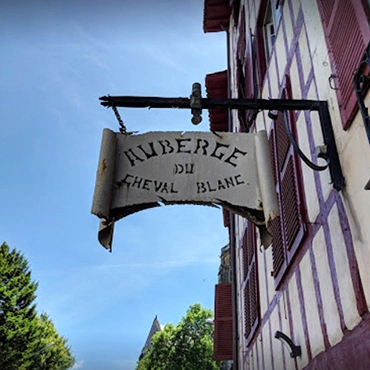 AUBERGE
DU
CHEVAL BLANC